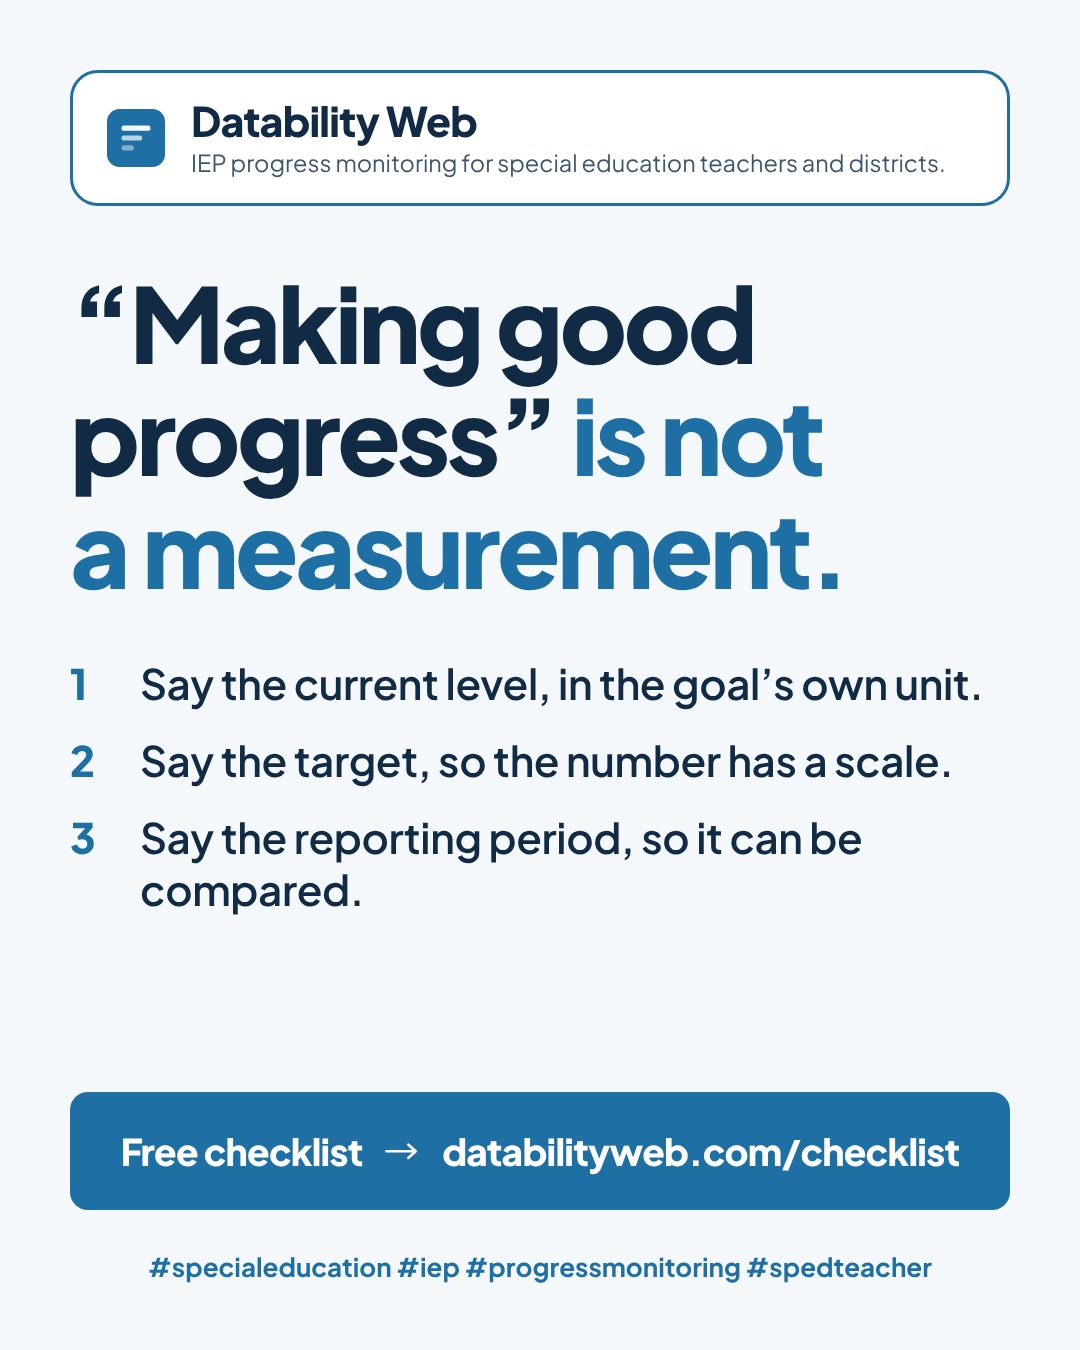 Datability Web
IEP progress monitoring for special education teachers and districts.
“Making good
progress” is not
a measurement.
1 Say the current level, in the goal’s own unit.
2 Say the target, so the number has a scale.
3 Say the reporting period, so it can be
compared.
Free checklist → databilityweb.com/checklist
#specialeducation #iep #progressmonitoring #spedteacher